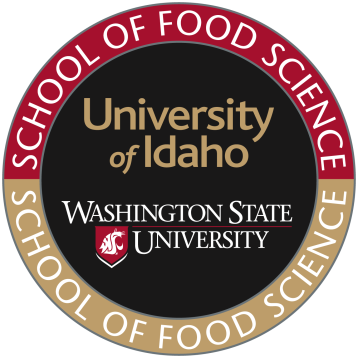 SCHOOL OF FOOD SCIENCE
University
of Idaho
WASHINGTON STATE
UNIVERSITY
SCHOOL OF FOOD SCIENCE